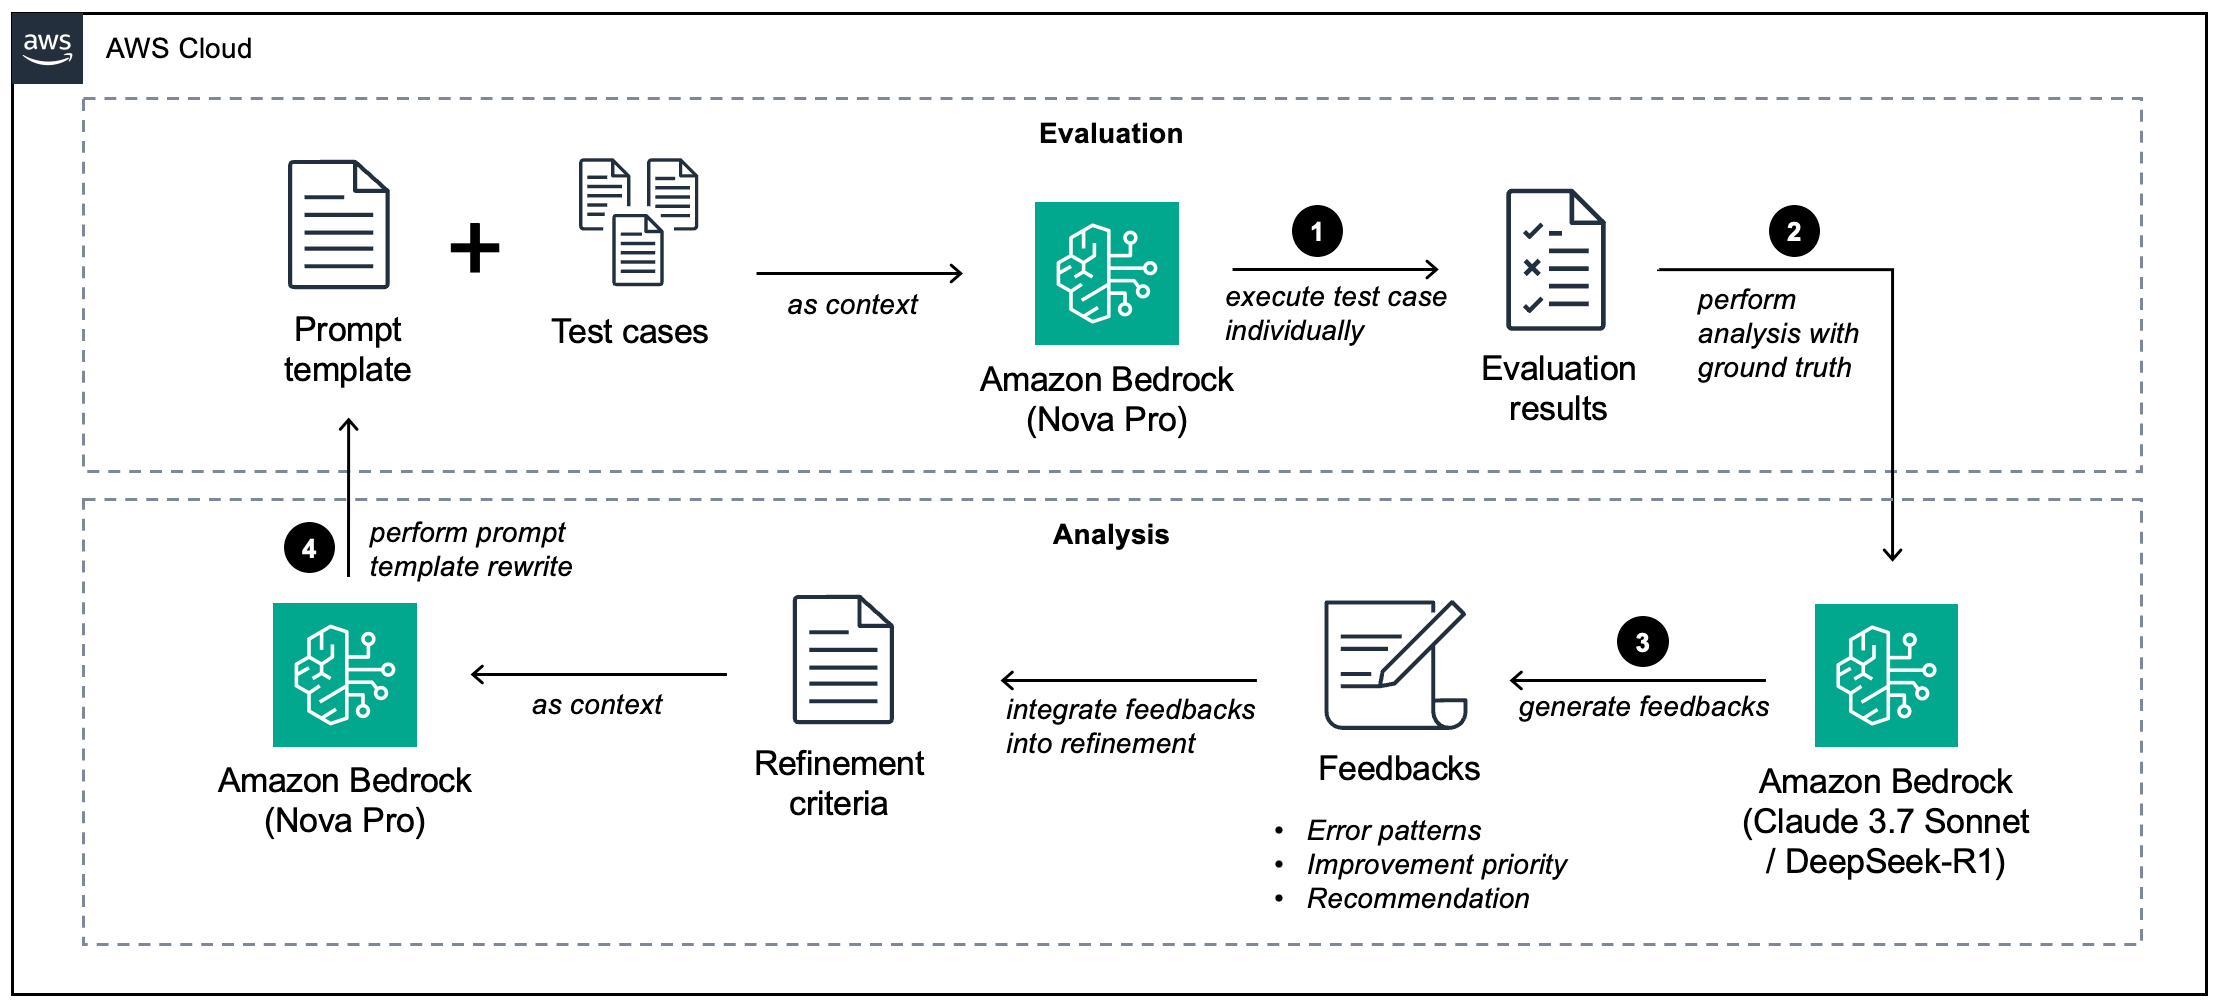 aws
AWS Cloud
Evaluation
Prompt
template
+
Test cases
as context
Amazon Bedrock
(Nova Pro)
1
execute test case
individually
Evaluation
results
2
perform
analysis with
ground truth
Analysis
Amazon Bedrock
(Claude 3.7 Sonnet
/ DeepSeek-R1)
3
generate feedbacks
Feedbacks
• Error patterns
• Improvement priority
• Recommendation
integrate feedbacks
into refinement
Refinement
criteria
as context
Amazon Bedrock
(Nova Pro)
4
perform prompt
template rewrite